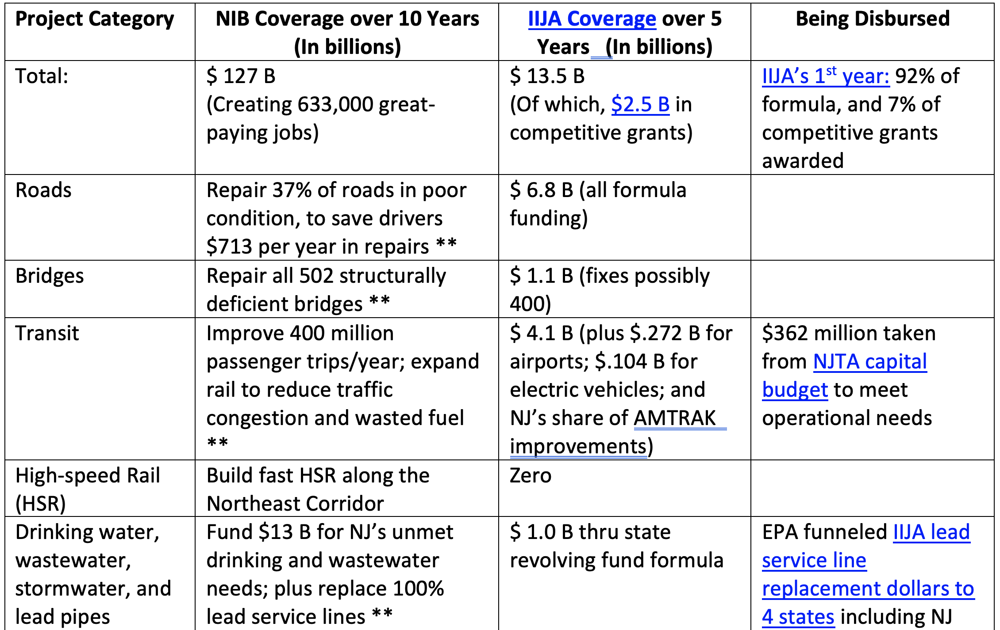 Project Category
NIB Coverage over 10 Years
(In billions)
IIJA Coverage over 5
Years (In billions)
Being Disbursed
Total:
$ 127 B
(Creating 633,000 great-
paying jobs)
$ 13.5 B
(Of which, $2.5 B in
competitive grants)
IIJA’s 1st year: 92% of
formula, and 7% of
competitive grants
awarded
Roads
Repair 37% of roads in poor
condition, to save drivers
$713 per year in repairs **
$ 6.8 B (all formula
funding)
Bridges
Repair all 502 structurally
deficient bridges **
$ 1.1 B (fixes possibly
400)
Transit
Improve 400 million
passenger trips/year; expand
rail to reduce traffic
congestion and wasted fuel
**
$ 4.1 B (plus $.272 B for
airports; $.104 B for
electric vehicles; and
NJ’s share of AMTRAK
improvements)
$362 million taken
from NJTA capital
budget to meet
operational needs
High-speed Rail
(HSR)
Build fast HSR along the
Northeast Corridor
Zero
Drinking water,
wastewater,
stormwater, and
lead pipes
Fund $13 B for NJ’s unmet
drinking and wastewater
needs; plus replace 100%
lead service lines **
$ 1.0 B thru state
revolving fund formula
EPA funneled IIJA lead
service line
replacement dollars to
4 states including NJ